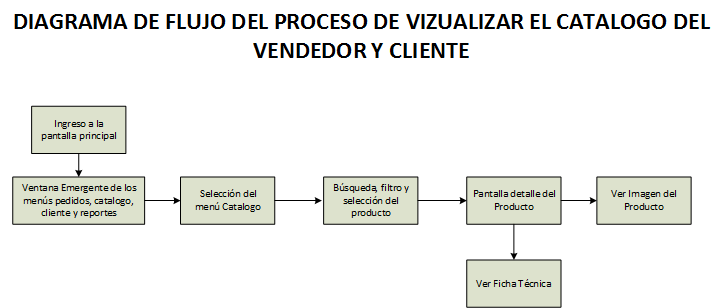 DIAGRAMA DE FLUJO DEL PROCESO DE VIZUALIZAR EL CATALOGO DEL
VENDEDOR Y CLIENTE
Ingreso a la
pantalla principal
Ventana Emergente de los
menús pedidos, catalogo,
cliente y reportes
Selección del
menú Catalogo
Búsqueda, filtro y
selección del
producto
Pantalla detalle del
Producto
Ver Imagen del
Producto
Ver Ficha Técnica